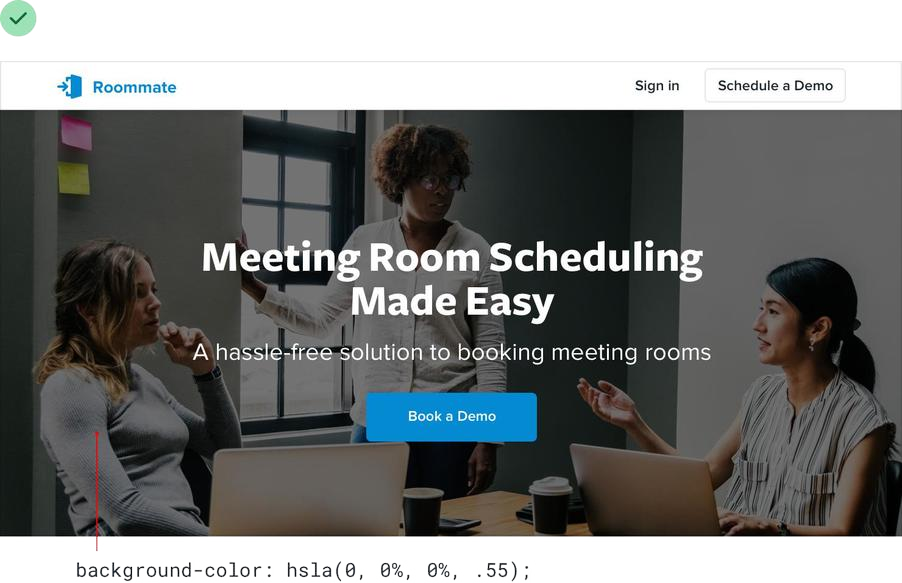 Roommate
Sign in
Schedule a Demo
Meeting Room Scheduling
Made Easy
A hassle-free solution to booking meeting rooms
Book a Demo
background-color: hsla(0, 0%, 0%, .55);